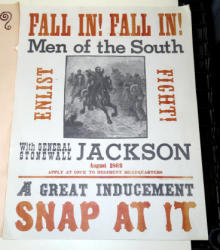 FALL IN! FALL IN!
Men of the South
ENLIST
FIGHT!
With GENERAL
STONEWALL
JACKSON
August 1862
APPLY AT ONCE TO REGIMENT HEADQUARTERS
A GREAT INDUCEMENT
SNAP AT IT